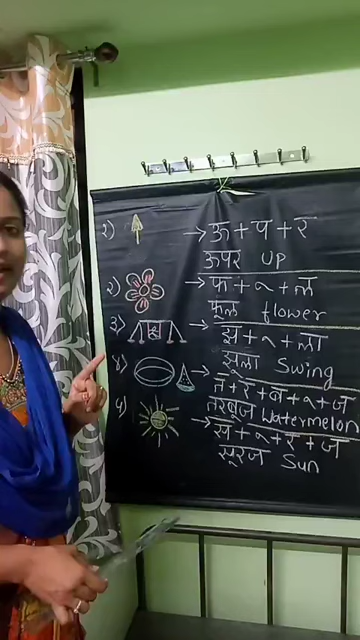 १) → ऊ + प + र
ऊपर UP
२) → फ + ू + ल
फूल flower
३) → झ + ू + ला
झूला Swing
४) → त + र + ब + ू + ज
तरबूज Watermelon
५) → स + ू + र + ज
सूरज Sun